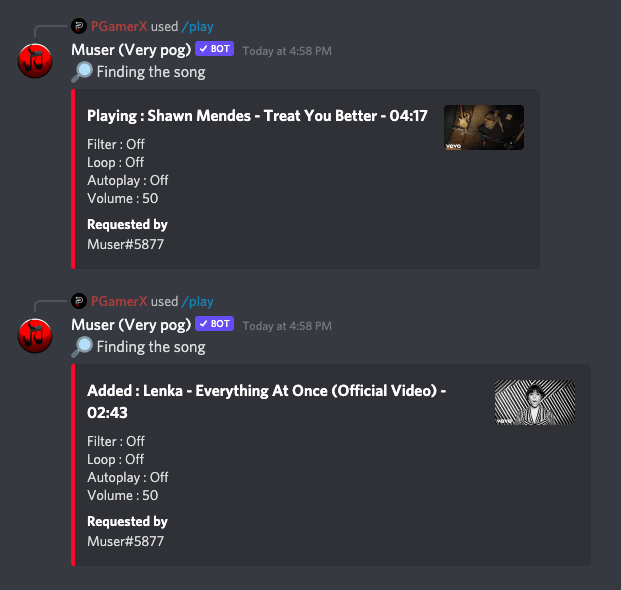 PGamerX used /play
Muser (Very pog) ✓ BOT Today at 4:58 PM
🔎 Finding the song
Playing : Shawn Mendes - Treat You Better - 04:17
Filter : Off
Loop : Off
Autoplay : Off
Volume : 50
vevo
Requested by
Muser#5877
PGamerX used /play
Muser (Very pog) ✓ BOT Today at 4:58 PM
🔎 Finding the song
Added : Lenka - Everything At Once (Official Video) -
02:43
vevo
Filter : Off
Loop : Off
Autoplay : Off
Volume : 50
Requested by
Muser#5877